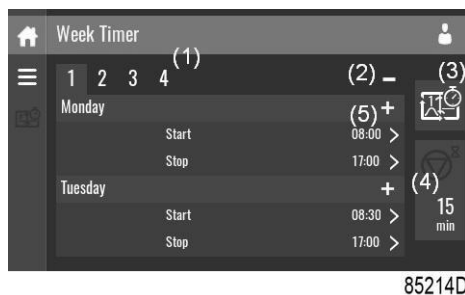 Week Timer
1 2 3 4 (1) (2) − (3)
Monday (5) +
Start 08:00 >
Stop 17:00 >
Tuesday + (4)
Start 08:30 > 15
Stop 17:00 > min
85214D